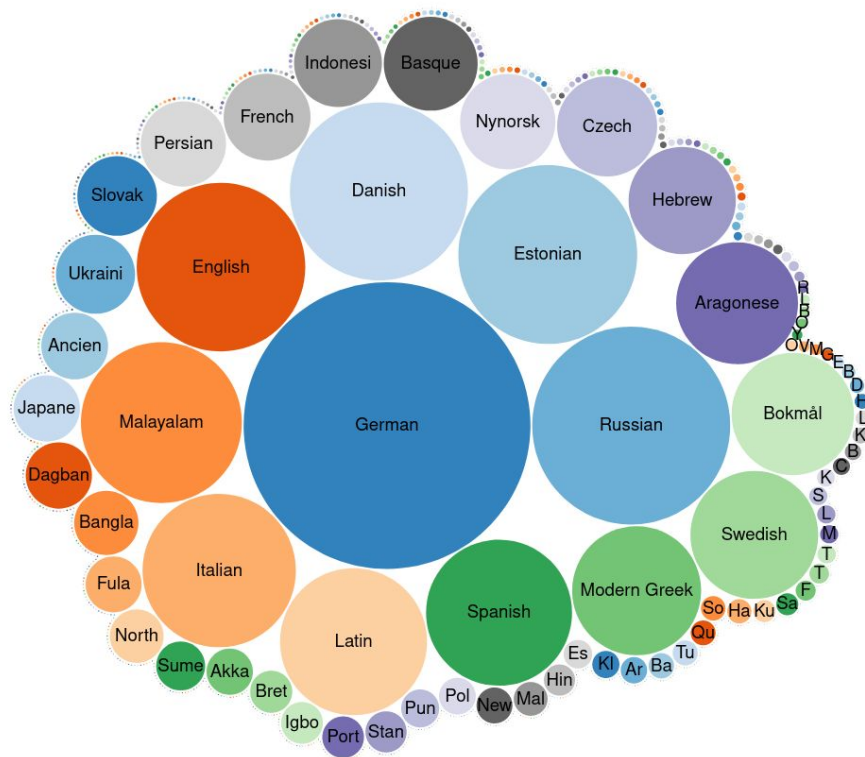 Indonesi
Basque
French
Nynorsk
Czech
Persian
Slovak
Danish
Hebrew
English
Estonian
Ukraini
Aragonese
Ancien
Japane
Malayalam
German
Russian
Bokmål
Dagban
Bangla
Swedish
Italian
Fula
Modern Greek
Spanish
North
Latin
Sume
Akka
Bret
Igbo
Port
Stan
Pun
Pol
New
Mal
Hin
Es
Kl
Ar
Ba
Tu
Qu
So
Ha
Ku
Sa
F
T
T
M
L
S
K
C
B
K
L
H
D
B
E
G
M
V
O
Y
O
B